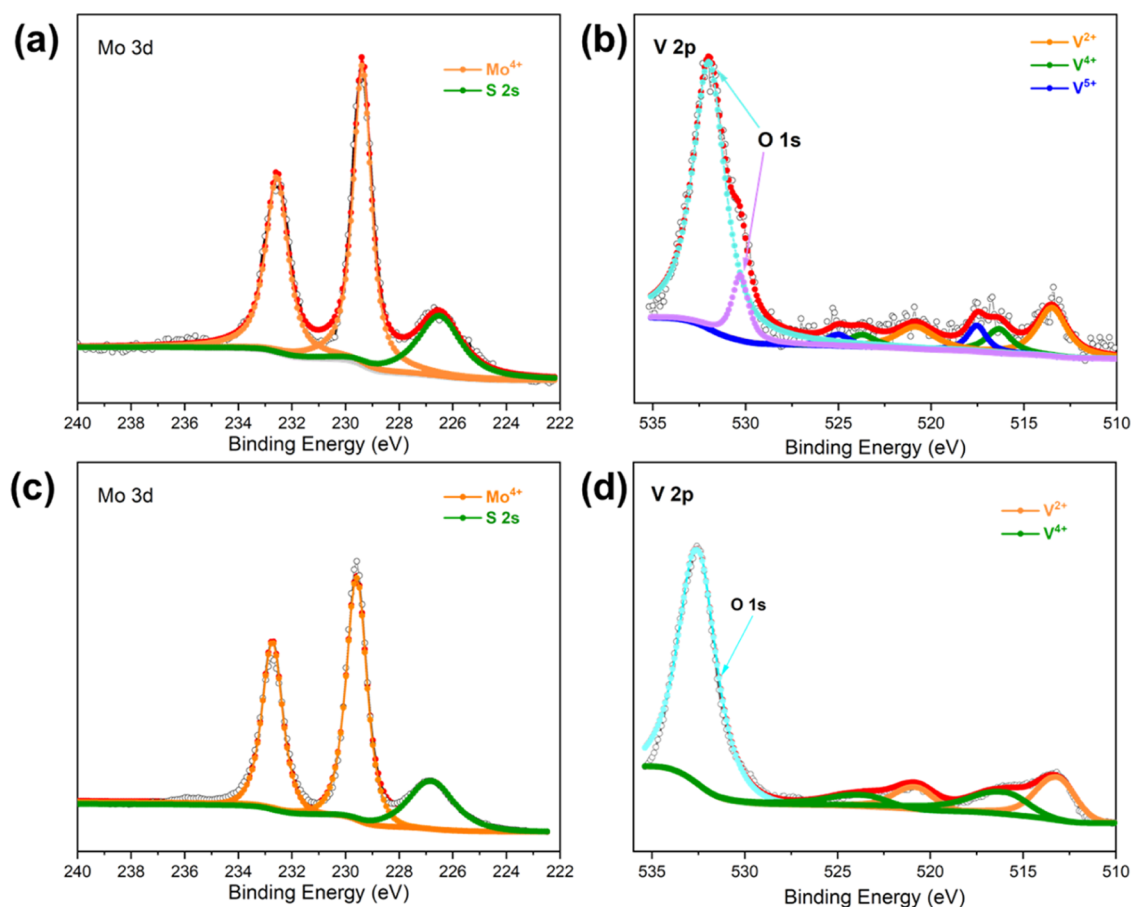 (a)
Mo 3d
Mo⁴⁺
S 2s
240 238 236 234 232 230 228 226 224 222
Binding Energy (eV)
(b)
V 2p
V²⁺
V⁴⁺
V⁵⁺
O 1s
535 530 525 520 515 510
Binding Energy (eV)
(c)
Mo 3d
Mo⁴⁺
S 2s
240 238 236 234 232 230 228 226 224 222
Binding Energy (eV)
(d)
V 2p
V²⁺
V⁴⁺
O 1s
535 530 525 520 515 510
Binding Energy (eV)